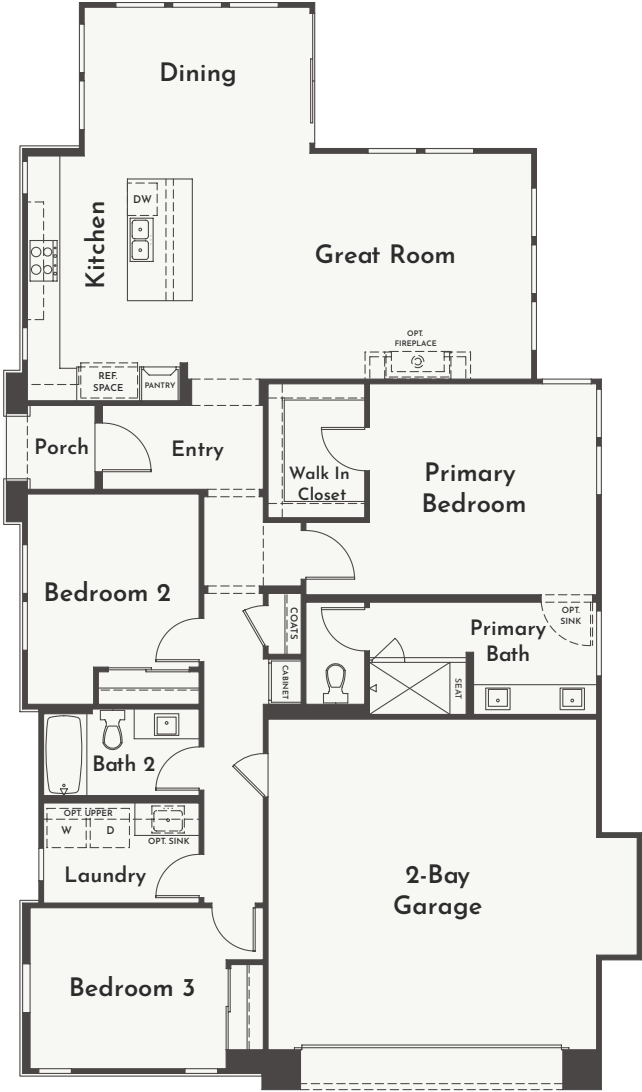 Dining
DW
Kitchen
Great Room
OPT.
FIREPLACE
REF.
SPACE
PANTRY
Porch
Entry
Walk In
Closet
Primary
Bedroom
Bedroom 2
COATS
OPT.
SINK
Primary
Bath
CABINET
SEAT
Bath 2
OPT. UPPER
W
D
OPT. SINK
Laundry
2-Bay
Garage
Bedroom 3